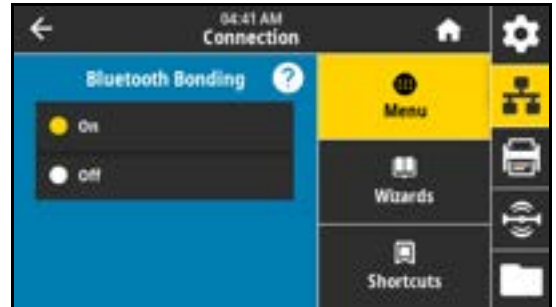 04:41 AM
Connection
Bluetooth Bonding ?
On
Off
Menu
Wizards
Shortcuts